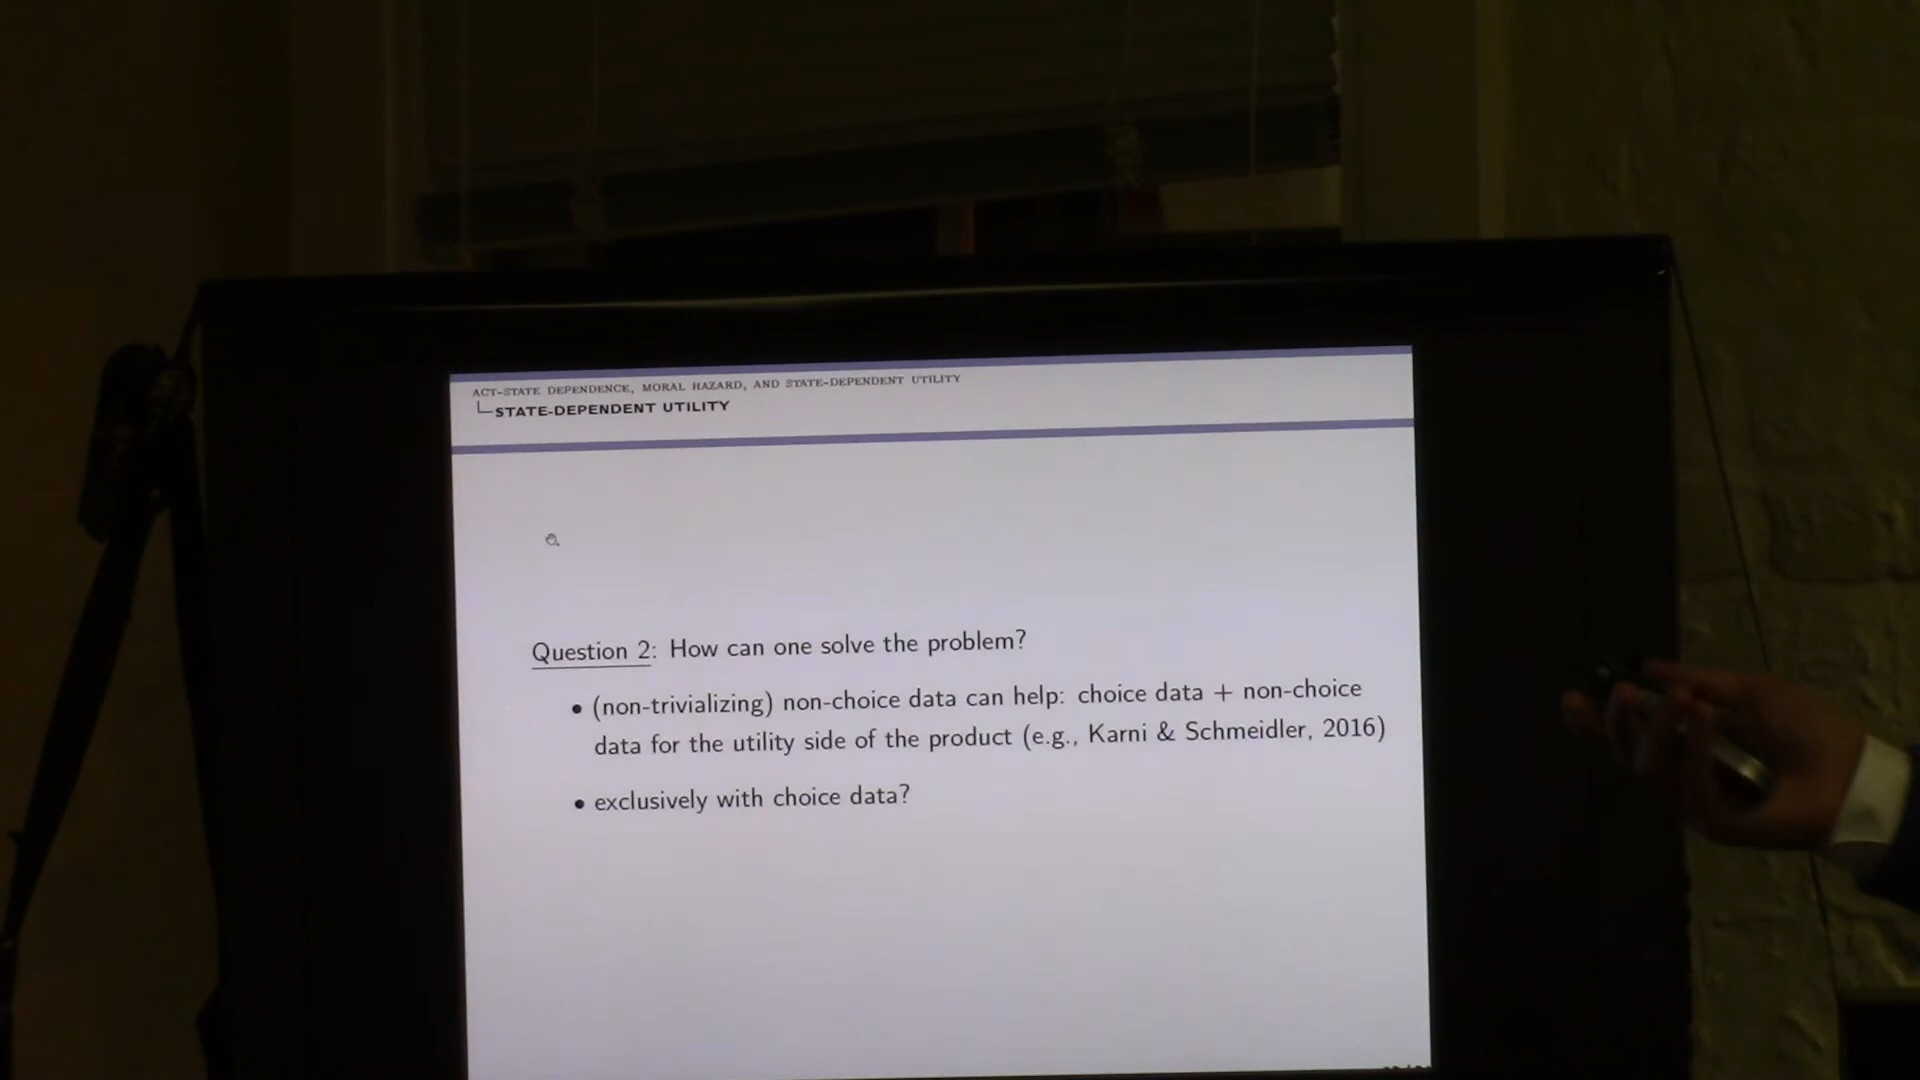 ACT-STATE DEPENDENCE, MORAL HAZARD, AND STATE-DEPENDENT UTILITY
STATE-DEPENDENT UTILITY
Question 2: How can one solve the problem?
• (non-trivializing) non-choice data can help: choice data + non-choice
data for the utility side of the product (e.g., Karni & Schmeidler, 2016)
• exclusively with choice data?